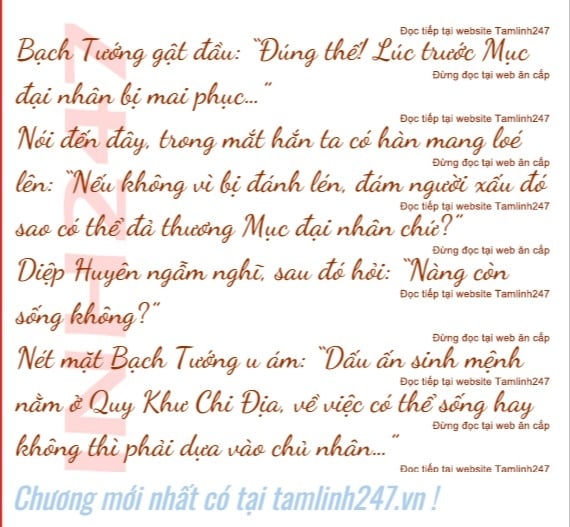 Đọc tiếp tại website Tamlinh247
Bạch Tướng gật đầu: “Đúng thế! Lúc trước Mục
Đừng đọc tại web ăn cắp
đại nhân bị mai phục...”
Đọc tiếp tại website Tamlinh247
Nói đến đây, trong mắt hắn ta có hàn mang loé
Đừng đọc tại web ăn cắp
lên: “Nếu không vì bị đánh lén, đám người xấu đó
Đọc tiếp tại website Tamlinh247
sao có thể đả thương Mục đại nhân chứ?”
Đừng đọc tại web ăn cắp
Diệp Huyên ngẫm nghĩ, sau đó hỏi: “Nàng còn
Đọc tiếp tại website Tamlinh247
sống không?”
Đừng đọc tại web ăn cắp
Nét mặt Bạch Tướng u ám: “Dấu ấn sinh mệnh
Đọc tiếp tại website Tamlinh247
nằm ở Quy Khư Chi Địa, về việc có thể sống hay
Đừng đọc tại web ăn cắp
không thì phải dựa vào chủ nhân...”
Đọc tiếp tại website Tamlinh247
INH247
Chương mới nhất có tại tamlinh247.vn !